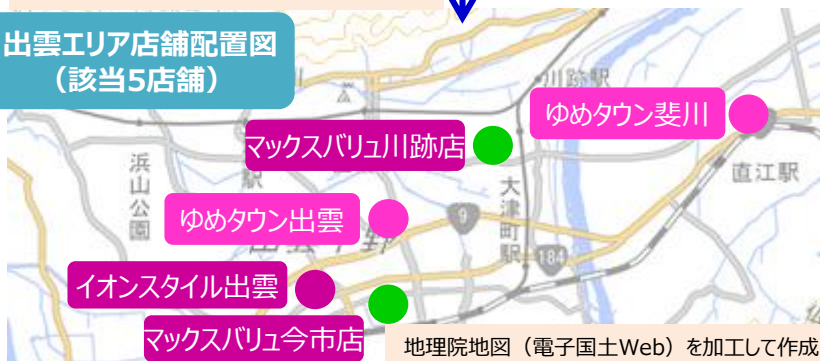 出雲エリア店舗配置図
（該当5店舗）
川跡駅
ゆめタウン斐川
マックスバリュ川跡店
浜山公園
駅
直江駅
大津町駅
ゆめタウン出雲
9
184
イオンスタイル出雲
マックスバリュ今市店
地理院地図（電子国土Web）を加工して作成